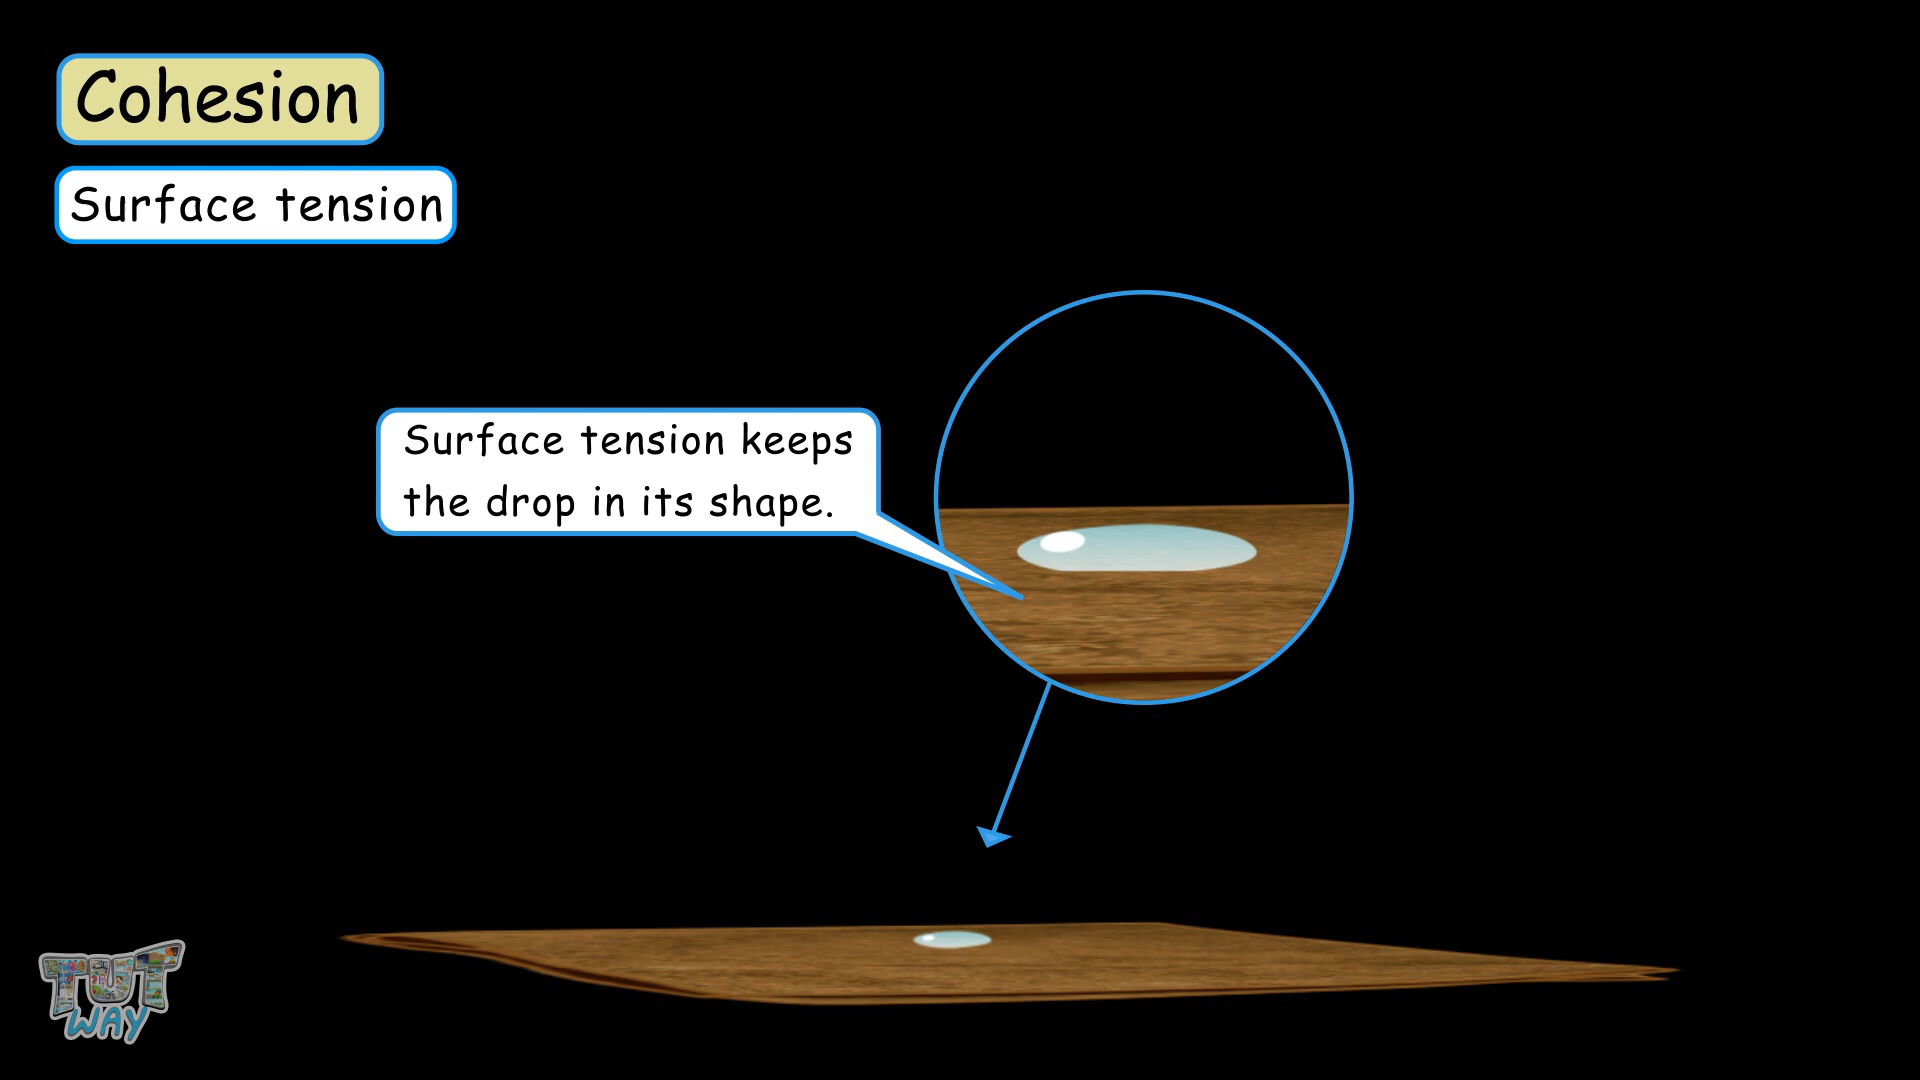 Cohesion
Surface tension
Surface tension keeps
the drop in its shape.
TUT
WAY